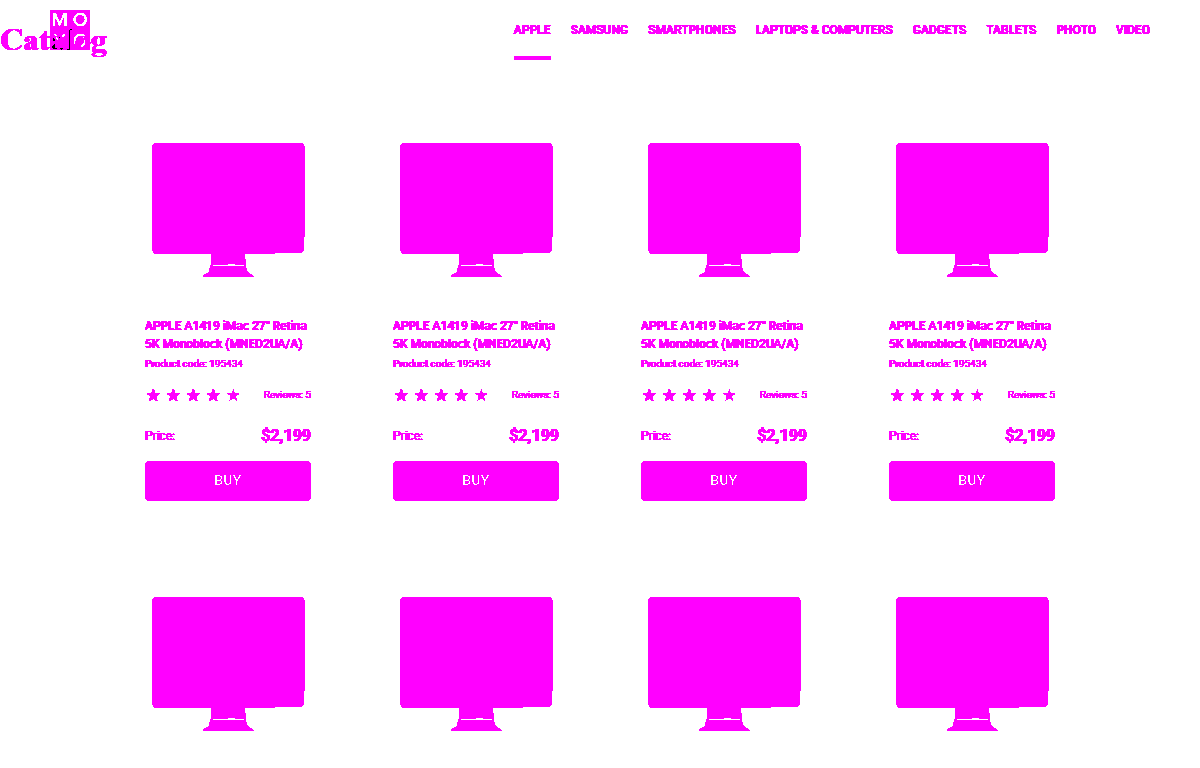 MO
Catalog
APPLE SAMSUNG SMARTPHONES LAPTOPS & COMPUTERS GADGETS TABLETS PHOTO VIDEO
APPLE A1419 iMac 27" Retina
5K Monoblock (MNED2UA/A)
Product code: 195434
Reviews: 5
Price: $2,199
BUY
APPLE A1419 iMac 27" Retina
5K Monoblock (MNED2UA/A)
Product code: 195434
Reviews: 5
Price: $2,199
BUY
APPLE A1419 iMac 27" Retina
5K Monoblock (MNED2UA/A)
Product code: 195434
Reviews: 5
Price: $2,199
BUY
APPLE A1419 iMac 27" Retina
5K Monoblock (MNED2UA/A)
Product code: 195434
Reviews: 5
Price: $2,199
BUY